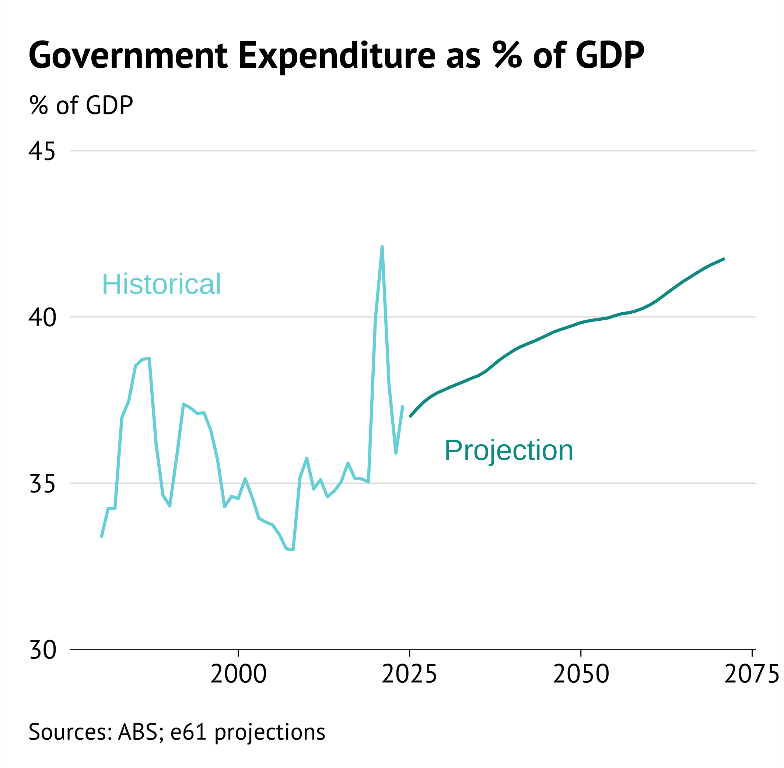 Government Expenditure as % of GDP
% of GDP
45
Historical
40
Projection
35
30
2000 2025 2050 2075
Sources: ABS; e61 projections